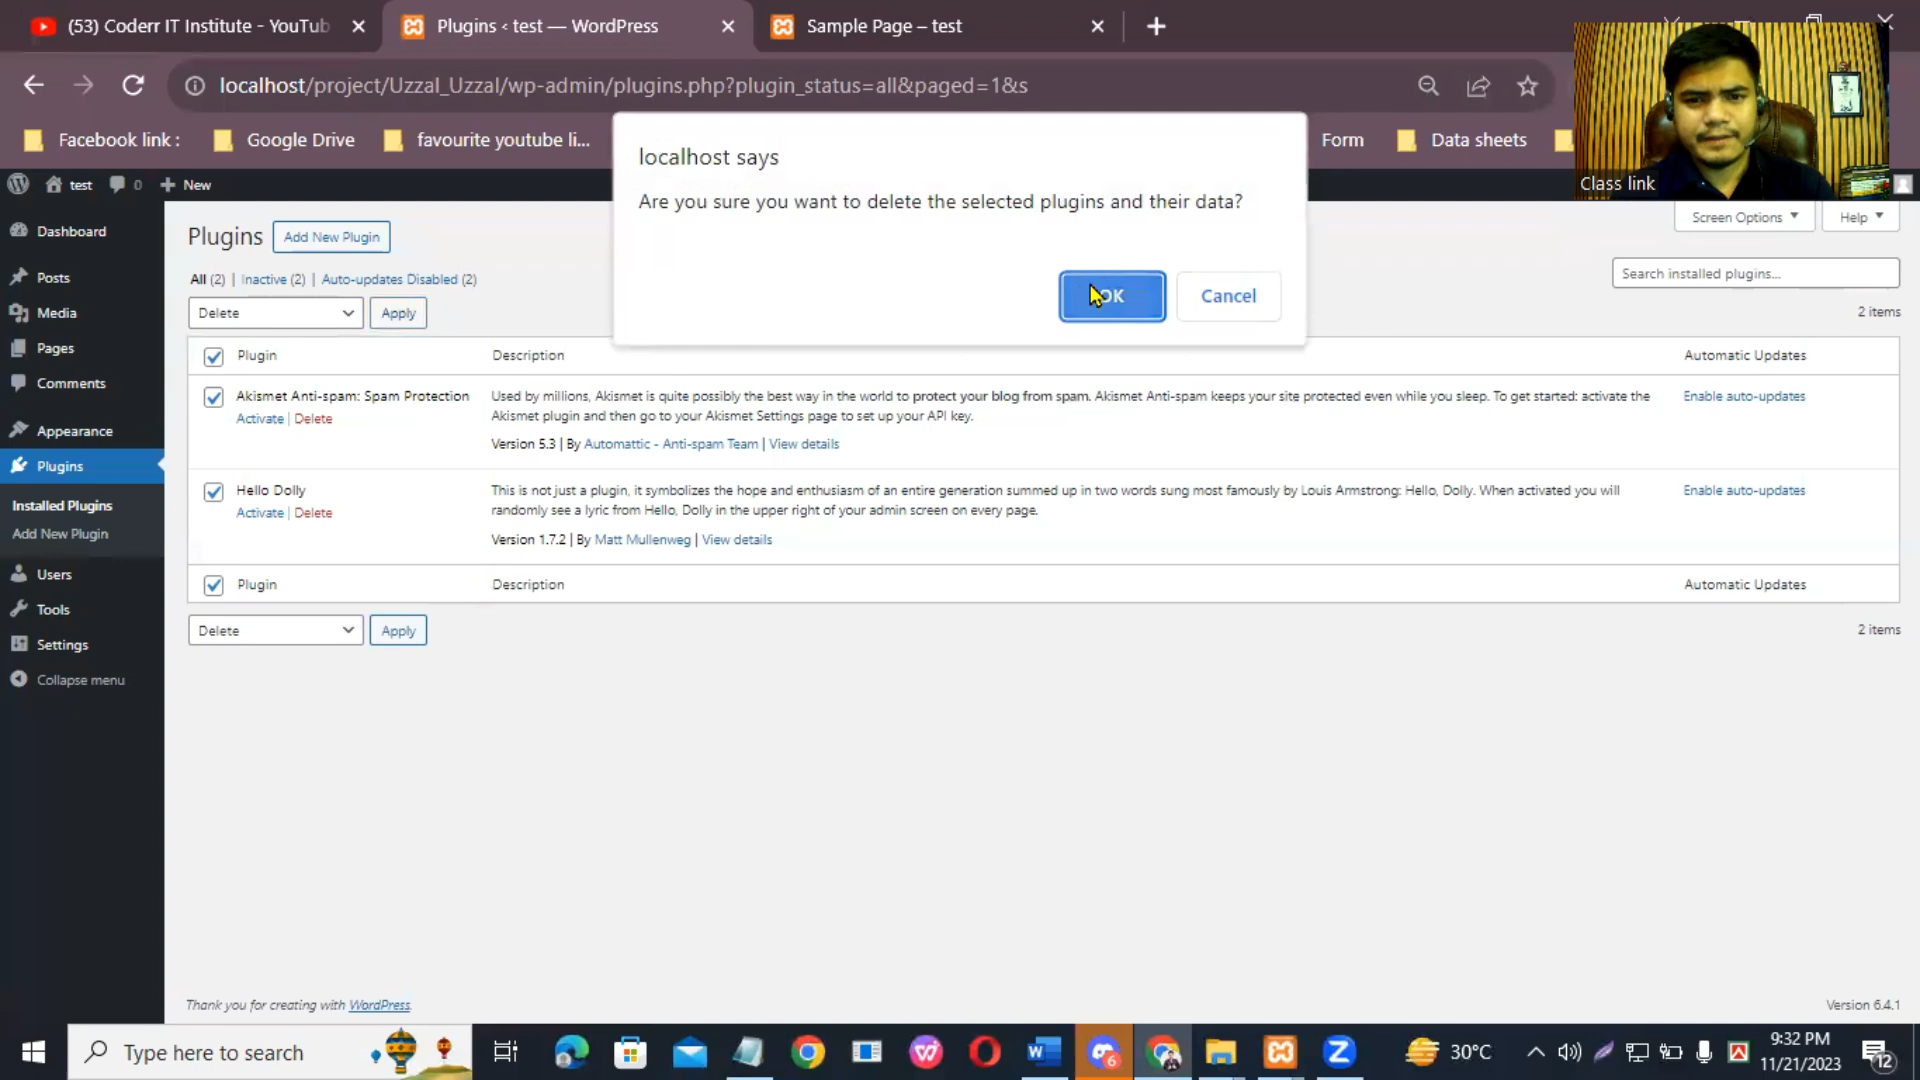 (53) Coderr IT Institute - YouTub
Plugins ‹ test — WordPress
Sample Page – test
localhost/project/Uzzal_Uzzal/wp-admin/plugins.php?plugin_status=all&paged=1&s
Facebook link :
Google Drive
favourite youtube li...
Form
Data sheets
Class link
localhost says
Are you sure you want to delete the selected plugins and their data?
OK
Cancel
test
0
New
Dashboard
Posts
Media
Pages
Comments
Appearance
Plugins
Installed Plugins
Add New Plugin
Users
Tools
Settings
Collapse menu
Plugins
Add New Plugin
Screen Options
Help
All (2) | Inactive (2) | Auto-updates Disabled (2)
Search installed plugins...
Delete
Apply
2 items
Plugin
Description
Automatic Updates
Akismet Anti-spam: Spam Protection
Activate | Delete
Used by millions, Akismet is quite possibly the best way in the world to protect your blog from spam. Akismet Anti-spam keeps your site protected even while you sleep. To get started: activate the
Akismet plugin and then go to your Akismet Settings page to set up your API key.
Version 5.3 | By Automattic - Anti-spam Team | View details
Enable auto-updates
Hello Dolly
Activate | Delete
This is not just a plugin, it symbolizes the hope and enthusiasm of an entire generation summed up in two words sung most famously by Louis Armstrong: Hello, Dolly. When activated you will
randomly see a lyric from Hello, Dolly in the upper right of your admin screen on every page.
Version 1.7.2 | By Matt Mullenweg | View details
Enable auto-updates
Plugin
Description
Automatic Updates
Delete
Apply
2 items
Thank you for creating with WordPress.
Version 6.4.1
Type here to search
6
30°C
9:32 PM
11/21/2023
12